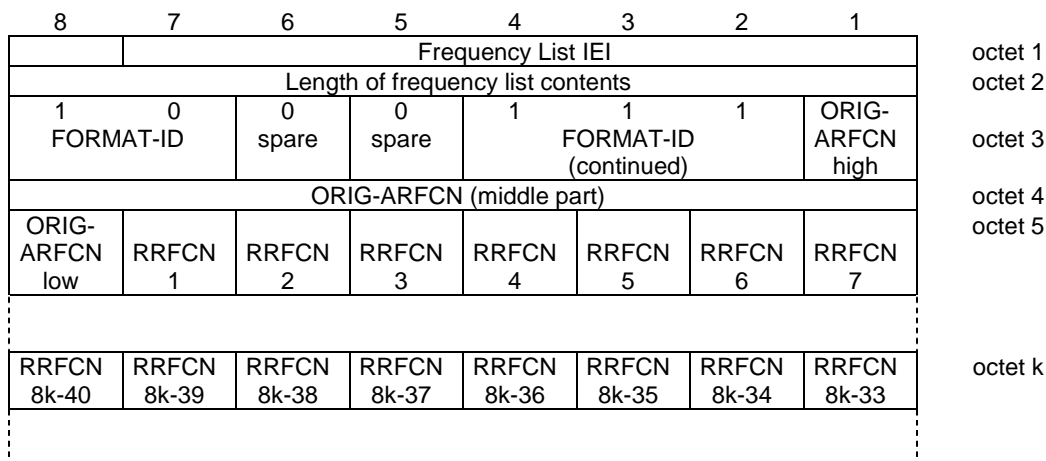 8 7 6 5 4 3 2 1
Frequency List IEI octet 1
Length of frequency list contents octet 2
1 0 0 0 1 1 1 ORIG-
FORMAT-ID spare spare FORMAT-ID ARFCN octet 3
(continued) high
ORIG-ARFCN (middle part) octet 4
ORIG- octet 5
ARFCN RRFCN RRFCN RRFCN RRFCN RRFCN RRFCN RRFCN
low 1 2 3 4 5 6 7
RRFCN RRFCN RRFCN RRFCN RRFCN RRFCN RRFCN RRFCN octet k
8k-40 8k-39 8k-38 8k-37 8k-36 8k-35 8k-34 8k-33